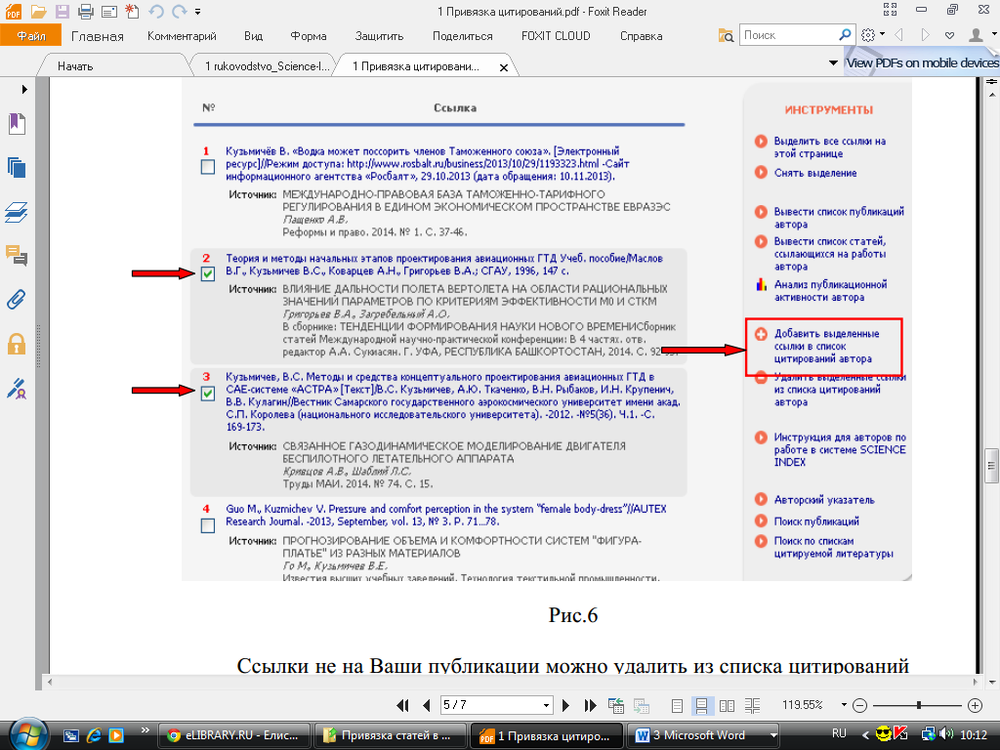 1 Привязка цитирований.pdf - Foxit Reader
Файл Главная Комментарий Вид Форма Защитить Поделиться FOXIT CLOUD Справка Поиск
Начать 1 rukovodstvo_Science-I... 1 Привязка цитировани... View PDFs on mobile devices
№ Ссылка
1 Кузьмичёв В. «Водка может поссорить членов Таможенного союза». [Электронный
ресурс]//Режим доступа: http://www.rosbalt.ru/business/2013/10/29/1193323.html -Сайт
информационного агентства «Росбалт», 29.10.2013 (дата обращения: 10.11.2013).
Источник: МЕЖДУНАРОДНО-ПРАВОВАЯ БАЗА ТАМОЖЕННО-ТАРИФНОГО
РЕГУЛИРОВАНИЯ В ЕДИНОМ ЭКОНОМИЧЕСКОМ ПРОСТРАНСТВЕ ЕВРАЗЭС
Пащенко А.В.
Реформы и право. 2014. № 1. С. 37-46.
2 Теория и методы начальных этапов проектирования авиационных ГТД Учеб. пособие/Маслов
В.Г., Кузьмичев В.С., Коварцев А.Н., Григорьев В.А.; СГАУ, 1996, 147 с.
Источник: ВЛИЯНИЕ ДАЛЬНОСТИ ПОЛЕТА ВЕРТОЛЕТА НА ОБЛАСТИ РАЦИОНАЛЬНЫХ
ЗНАЧЕНИЙ ПАРАМЕТРОВ ПО КРИТЕРИЯМ ЭФФЕКТИВНОСТИ М0 И СТКМ
Григорьев В.А., Загребельный А.О.
В сборнике: ТЕНДЕНЦИИ ФОРМИРОВАНИЯ НАУКИ НОВОГО ВРЕМЕНИСборник
статей Международной научно-практической конференции: В 4 частях. отв.
редактор А.А. Сукиасян. Г. УФА, РЕСПУБЛИКА БАШКОРТОСТАН, 2014. С. 92-
3 Кузьмичев, В.С. Методы и средства концептуального проектирования авиационных ГТД в
CAE-системе «АСТРА» [Текст]/В.С. Кузьмичев, А.Ю. Ткаченко, В.Н. Рыбаков, И.Н. Крупенич,
В.В. Кулагин//Вестник Самарского государственного аэрокосмического университет имени акад.
С.П. Королева (национального исследовательского университета). -2012. -№5(36). Ч.1. -С.
169-173.
Источник: СВЯЗАННОЕ ГАЗОДИНАМИЧЕСКОЕ МОДЕЛИРОВАНИЕ ДВИГАТЕЛЯ
БЕСПИЛОТНОГО ЛЕТАТЕЛЬНОГО АППАРАТА
Кривцов А.В., Шаблий Л.С.
Труды МАИ. 2014. № 74. С. 15.
4 Guo M., Kuzmichev V. Pressure and comfort perception in the system "female body-dress"//AUTEX
Research Journal. -2013, September, vol. 13, № 3. P. 71...78.
Источник: ПРОГНОЗИРОВАНИЕ ОБЪЕМА И КОМФОРТНОСТИ СИСТЕМ "ФИГУРА-
ПЛАТЬЕ" ИЗ РАЗНЫХ МАТЕРИАЛОВ
Го М., Кузьмичев В.Е.
Известия высших учебных заведений. Технология текстильной промышленности.
ИНСТРУМЕНТЫ
Выделить все ссылки на
этой странице
Снять выделение
Вывести список публикаций
автора
Вывести список статей,
ссылающихся на работы
автора
Анализ публикационной
активности автора
Добавить выделенные
ссылки в список
цитирований автора
Удалить выделенные ссылки
из списка цитирований
автора
Инструкция для авторов по
работе в системе SCIENCE
INDEX
Авторский указатель
Поиск публикаций
Поиск по спискам
цитируемой литературы
Рис.6
Ссылки не на Ваши публикации можно удалить из списка цитирований
5 / 7 119.55%
eLIBRARY.RU - Елис... Привязка статей в ... 1 Привязка цитиро... 3 Microsoft Word RU 10:12